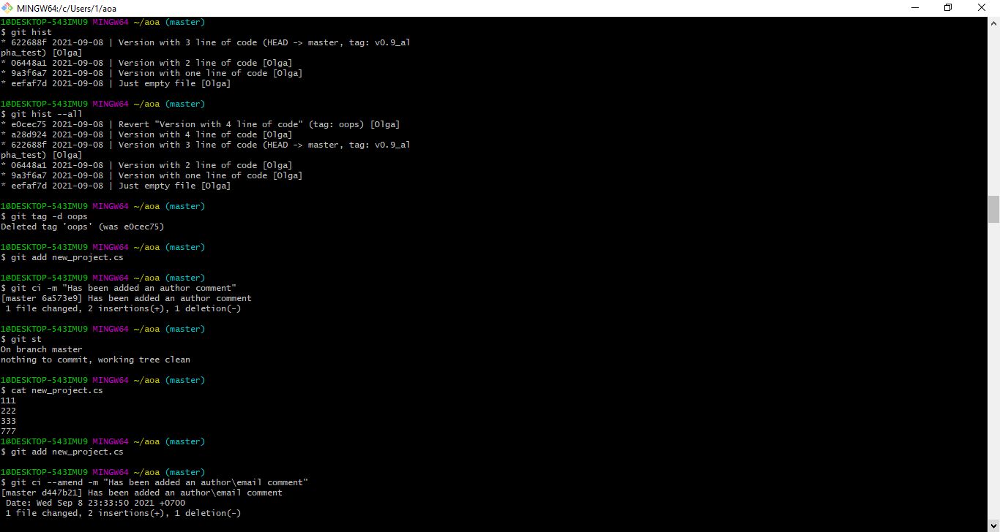 MINGW64:/c/Users/1/aoa
1@DESKTOP-543IMU9 MINGW64 ~/aoa (master)
$ git hist
* 622688f 2021-09-08 | Version with 3 line of code (HEAD -> master, tag: v0.9_al
pha_test) [Olga]
* 06448a1 2021-09-08 | Version with 2 line of code [Olga]
* 9a3f6a7 2021-09-08 | Version with one line of code [Olga]
* eefaf7d 2021-09-08 | Just empty file [Olga]
1@DESKTOP-543IMU9 MINGW64 ~/aoa (master)
$ git hist --all
* e0cec75 2021-09-08 | Revert "Version with 4 line of code" (tag: oops) [Olga]
* a28d924 2021-09-08 | Version with 4 line of code [Olga]
* 622688f 2021-09-08 | Version with 3 line of code (HEAD -> master, tag: v0.9_al
pha_test) [Olga]
* 06448a1 2021-09-08 | Version with 2 line of code [Olga]
* 9a3f6a7 2021-09-08 | Version with one line of code [Olga]
* eefaf7d 2021-09-08 | Just empty file [Olga]
1@DESKTOP-543IMU9 MINGW64 ~/aoa (master)
$ git tag -d oops
Deleted tag 'oops' (was e0cec75)
1@DESKTOP-543IMU9 MINGW64 ~/aoa (master)
$ git add new_project.cs
1@DESKTOP-543IMU9 MINGW64 ~/aoa (master)
$ git ci -m "Has been added an author comment"
[master 6a573e9] Has been added an author comment
 1 file changed, 2 insertions(+), 1 deletion(-)
1@DESKTOP-543IMU9 MINGW64 ~/aoa (master)
$ git st
On branch master
nothing to commit, working tree clean
1@DESKTOP-543IMU9 MINGW64 ~/aoa (master)
$ cat new_project.cs
111
222
333
777
1@DESKTOP-543IMU9 MINGW64 ~/aoa (master)
$ git add new_project.cs
1@DESKTOP-543IMU9 MINGW64 ~/aoa (master)
$ git ci --amend -m "Has been added an author\email comment"
[master d447b21] Has been added an author\email comment
 Date: Wed Sep 8 23:33:50 2021 +0700
 1 file changed, 2 insertions(+), 1 deletion(-)